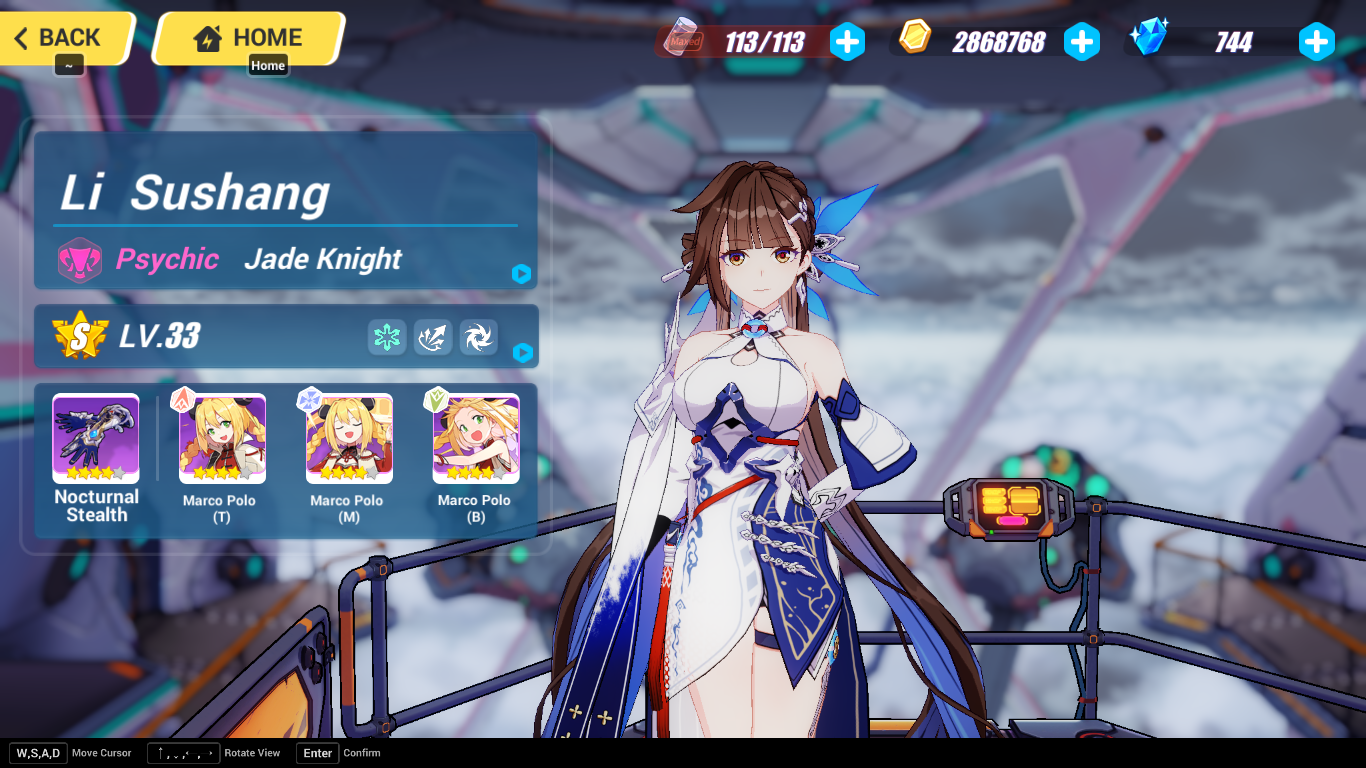 BACK
HOME
~
Home
Maxed
113/113
2868768
744
Li Sushang
Psychic Jade Knight
S
LV.33
Nocturnal
Stealth
Marco Polo
(T)
Marco Polo
(M)
Marco Polo
(B)
W,S,A,D Move Cursor
Rotate View
Enter Confirm